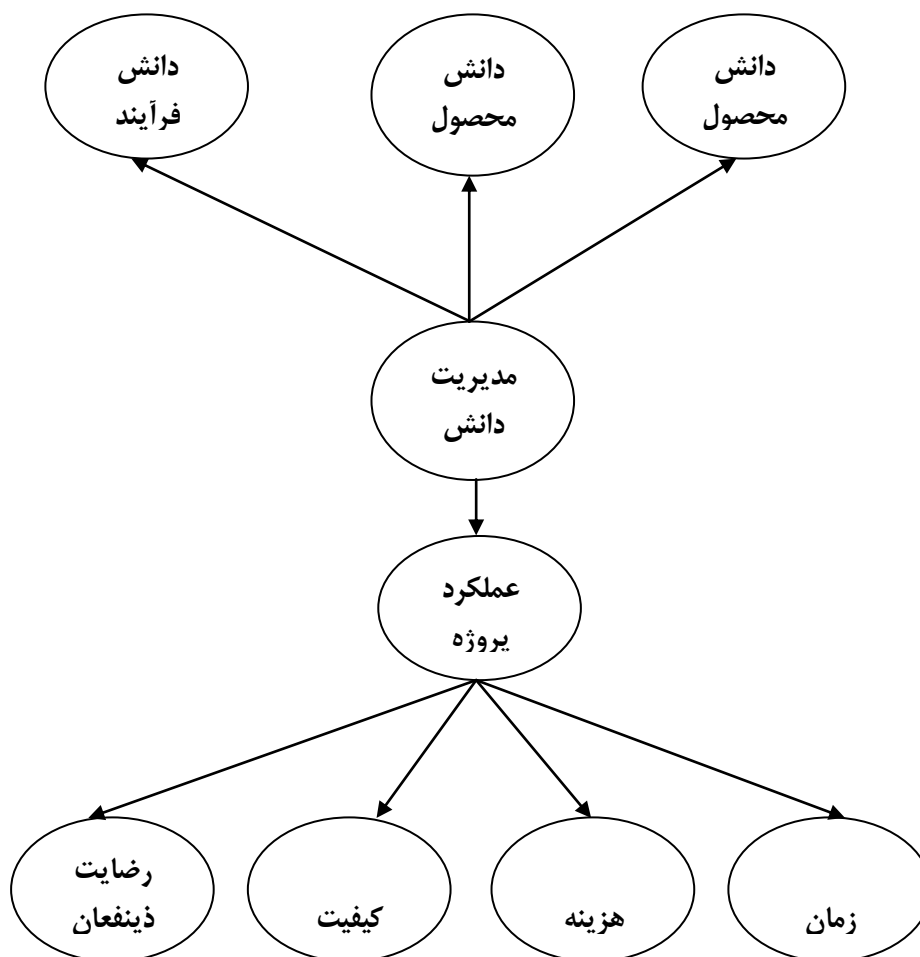 دانش
محصول
دانش
محصول
دانش
فرآیند
مدیریت
دانش
عملکرد
پروژه
زمان
هزینه
کیفیت
رضایت
ذینفعان